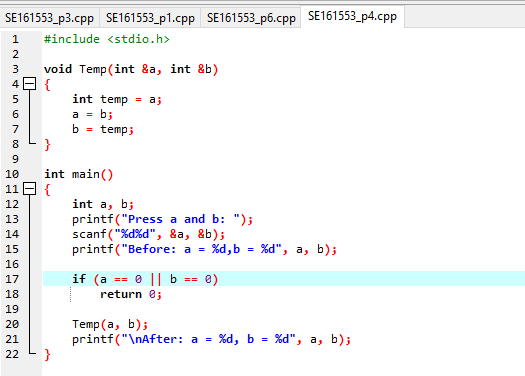 SE161553_p3.cpp SE161553_p1.cpp SE161553_p6.cpp SE161553_p4.cpp
1 #include <stdio.h>
2
3 void Temp(int &a, int &b)
4 {
5     int temp = a;
6     a = b;
7     b = temp;
8 }
9
10 int main()
11 {
12     int a, b;
13     printf("Press a and b: ");
14     scanf("%d%d", &a, &b);
15     printf("Before: a = %d,b = %d", a, b);
16
17     if (a == 0 || b == 0)
18         return 0;
19
20     Temp(a, b);
21     printf("\nAfter: a = %d, b = %d", a, b);
22 }